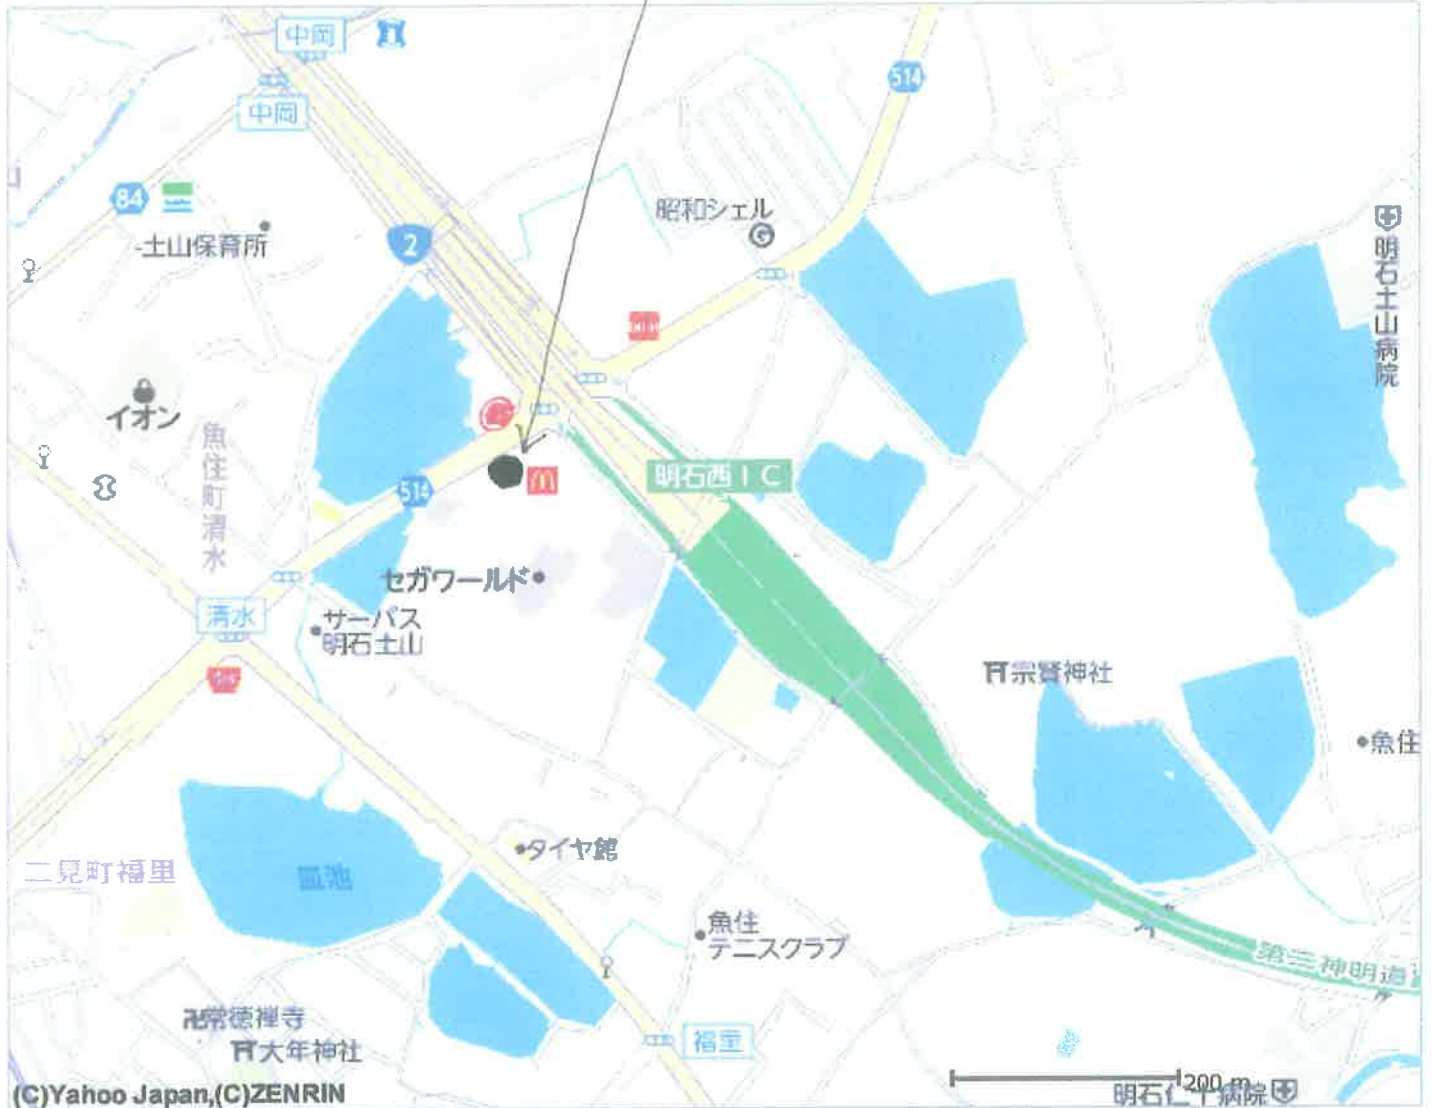 中岡
中岡
514
84
昭和シェル
土山保育所
2
明石土山病院
イオン
魚住町清水
明石西IC
514
セガワールド
清水
サーパス
明石土山
宗賢神社
魚住
タイヤ館
二見町福里
魚住
テニスクラブ
第二神明道
常徳禅寺
大年神社
福里
200 m
(C)Yahoo Japan,(C)ZENRIN